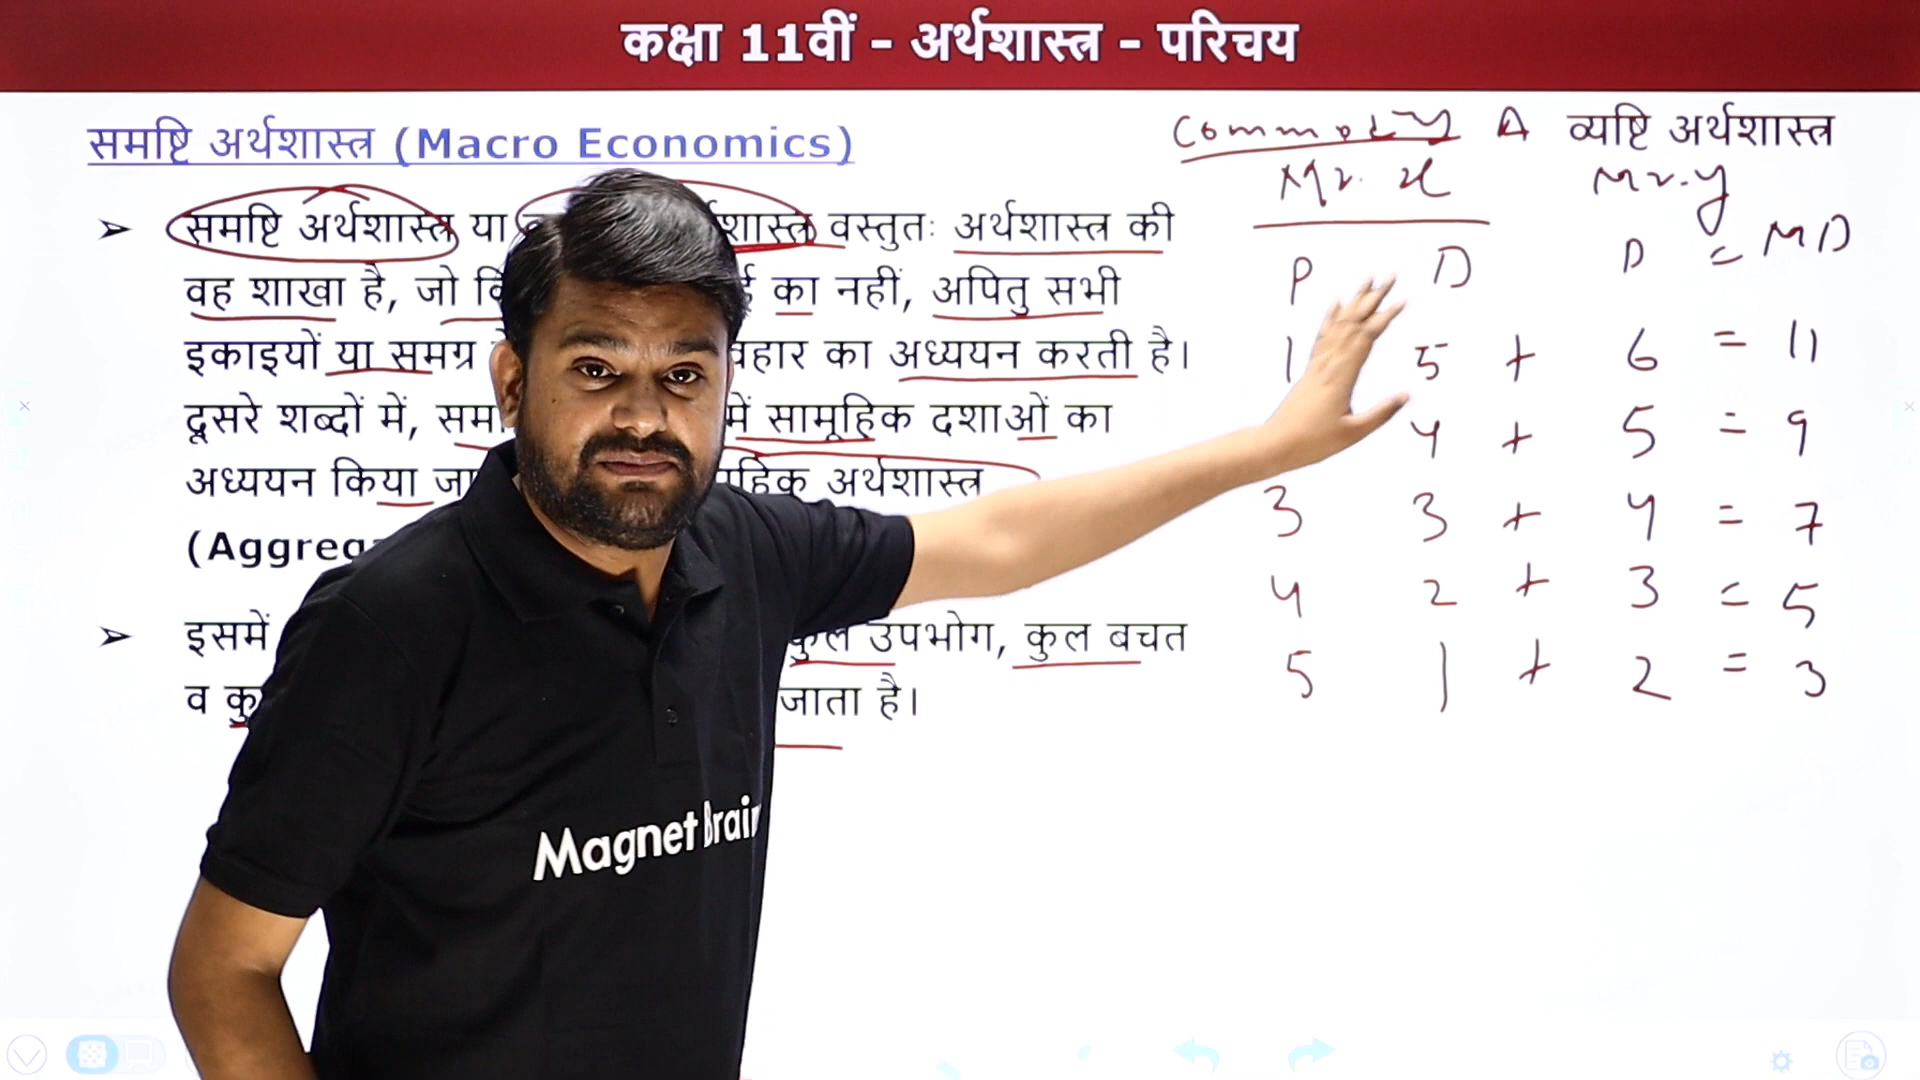 कक्षा 11वीं - अर्थशास्त्र - परिचय
समष्टि अर्थशास्त्र (Macro Economics)
➢ समष्टि अर्थशास्त्र या शास्त्र वस्तुतः अर्थशास्त्र की
वह शाखा है, जो का नहीं, अपितु सभी
इकाइयों या समग्र का अध्ययन करती है।
दूसरे शब्दों में, में सामूहिक दशाओं का
अध्ययन किया अर्थशास्त्र
➢ इसमें कुल उपभोग, कुल बचत
व जाता है।
A व्यष्टि अर्थशास्त्र
Mr. x Mr. y
P D D = MD
1 5 + 6 = 11
4 + 5 = 9
3 3 + 4 = 7
4 2 + 3 = 5
5 1 + 2 = 3
Magnet Brain